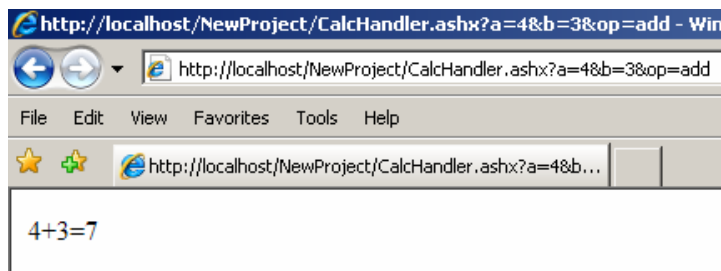 http://localhost/NewProject/CalcHandler.ashx?a=4&b=3&op=add - Win
http://localhost/NewProject/CalcHandler.ashx?a=4&b=3&op=add
File Edit View Favorites Tools Help
http://localhost/NewProject/CalcHandler.ashx?a=4&b...
4+3=7